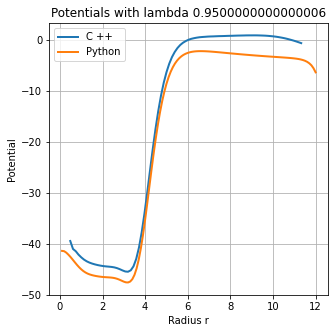 Potentials with lambda 0.9500000000000006
C ++
Python
0
−10
−20
−30
−40
−50
Potential
0 2 4 6 8 10 12
Radius r